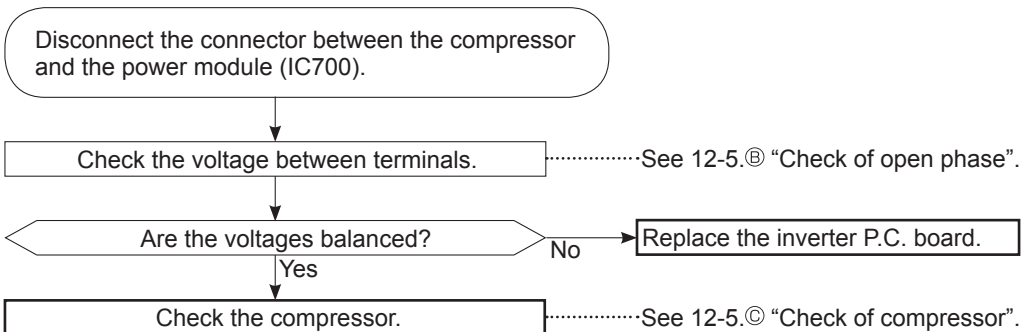 Disconnect the connector between the compressor
and the power module (IC700).
Check the voltage between terminals.
See 12-5.Ⓑ “Check of open phase”.
Are the voltages balanced?
No
Replace the inverter P.C. board.
Yes
Check the compressor.
See 12-5.Ⓒ “Check of compressor”.